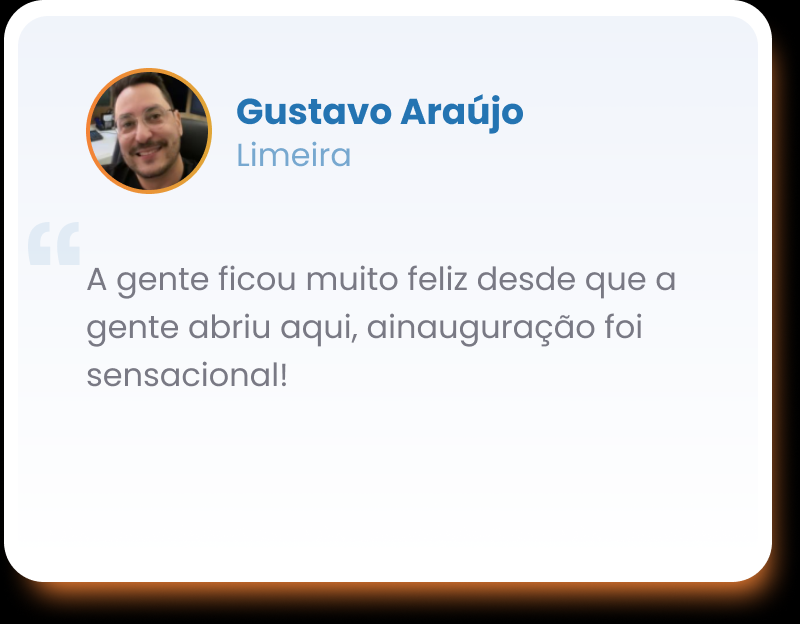 Gustavo Araújo
Limeira
“
A gente ficou muito feliz desde que a
gente abriu aqui, ainauguração foi
sensacional!